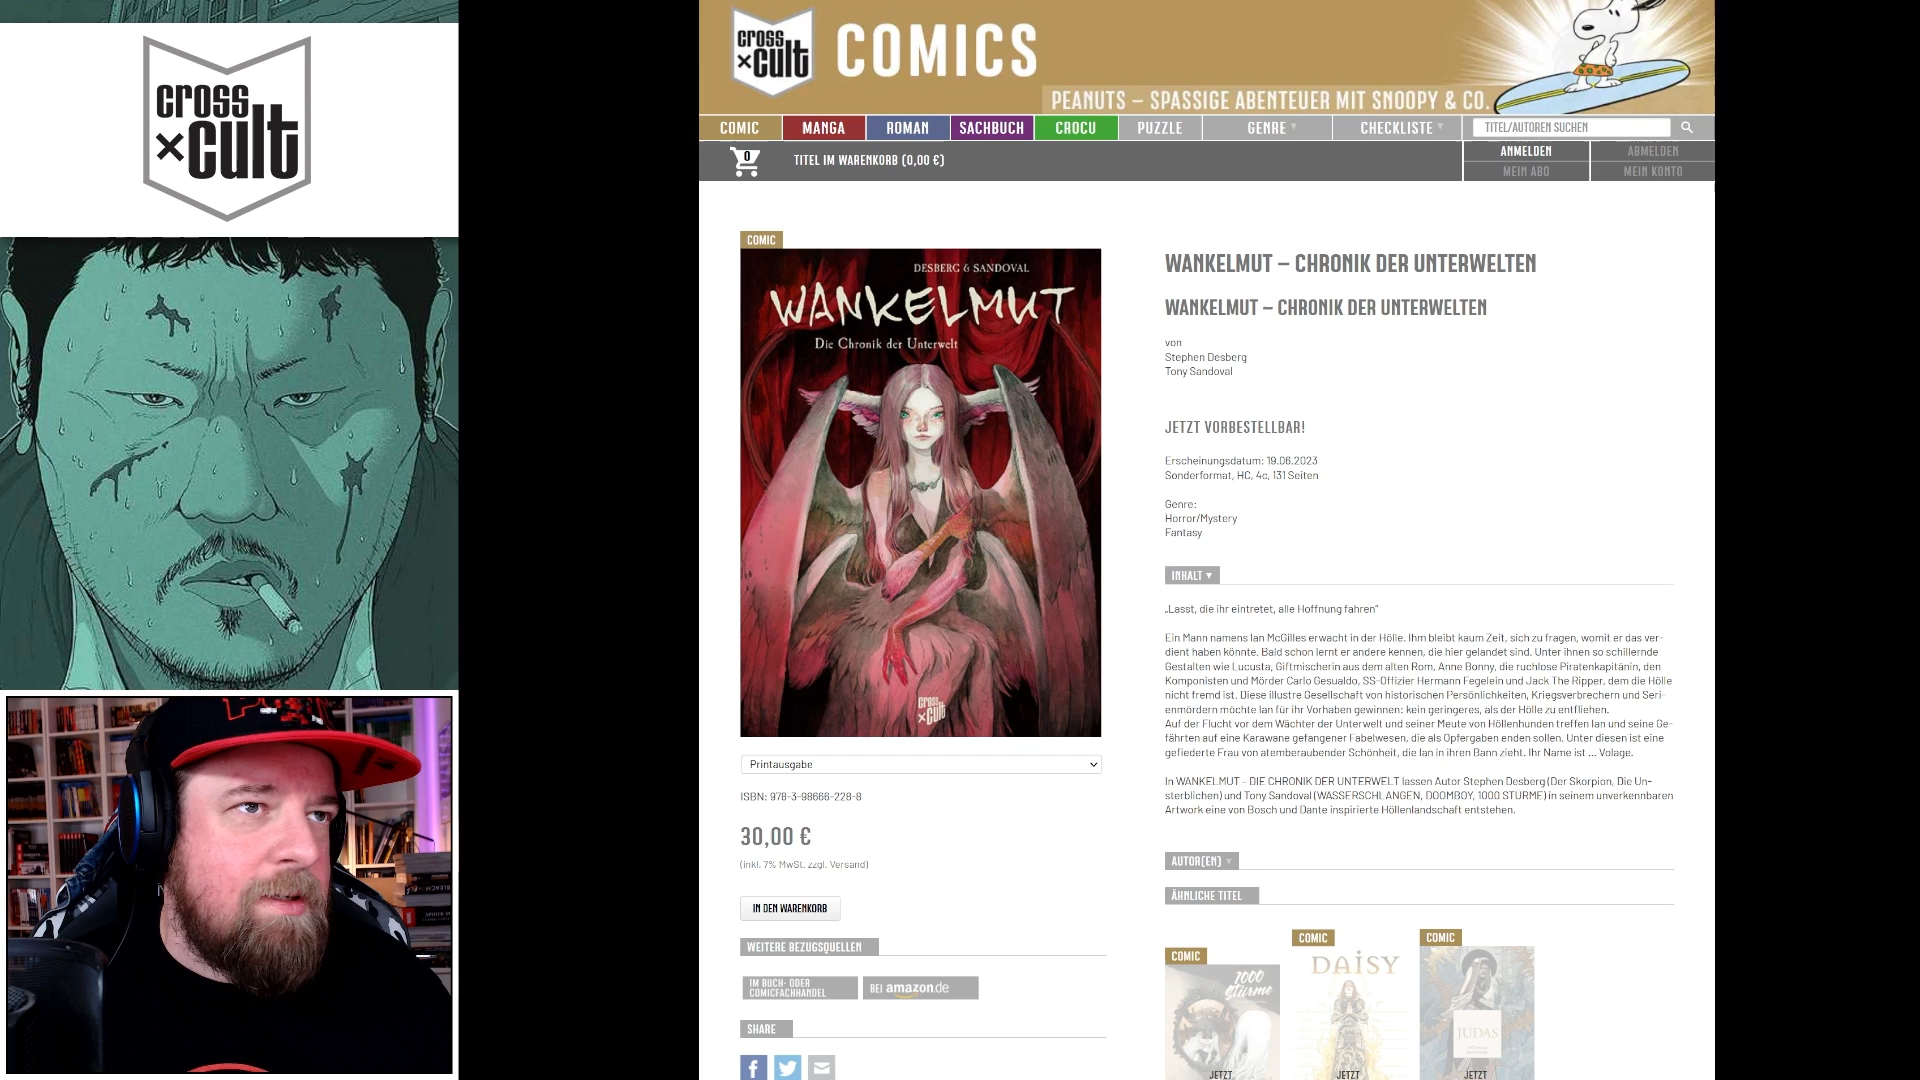 cross
×cult
cross
×cult
COMICS
PEANUTS – SPASSIGE ABENTEUER MIT SNOOPY & CO.
COMIC
MANGA
ROMAN
SACHBUCH
CROCU
PUZZLE
GENRE ▼
CHECKLISTE ▼
TITEL/AUTOREN SUCHEN
0
TITEL IM WARENKORB (0,00 €)
ANMELDEN
ABMELDEN
MEIN ABO
MEIN KONTO
COMIC
DESBERG & SANDOVAL
WANKELMUT
Die Chronik der Unterwelt
cross
×cult
Printausgabe
ISBN: 978-3-98666-228-8
30,00 €
(inkl. 7% MwSt. zzgl. Versand)
IN DEN WARENKORB
WEITERE BEZUGSQUELLEN
IM BUCH- ODER
COMICFACHHANDEL
BEI amazon.de
SHARE
WANKELMUT – CHRONIK DER UNTERWELTEN
WANKELMUT – CHRONIK DER UNTERWELTEN
von
Stephen Desberg
Tony Sandoval
JETZT VORBESTELLBAR!
Erscheinungsdatum: 19.06.2023
Sonderformat, HC, 4c, 131 Seiten
Genre:
Horror/Mystery
Fantasy
INHALT ▼
„Lasst, die ihr eintretet, alle Hoffnung fahren“
Ein Mann namens Ian McGilles erwacht in der Hölle. Ihm bleibt kaum Zeit, sich zu fragen, womit er das ver-
dient haben könnte. Bald schon lernt er andere kennen, die hier gelandet sind. Unter ihnen so schillernde
Gestalten wie Lucusta, Giftmischerin aus dem alten Rom, Anne Bonny, die ruchlose Piratenkapitänin, den
Komponisten und Mörder Carlo Gesualdo, SS-Offizier Hermann Fegelein und Jack The Ripper, dem die Hölle
nicht fremd ist. Diese illustre Gesellschaft von historischen Persönlichkeiten, Kriegsverbrechern und Seri-
enmördern möchte Ian für ihr Vorhaben gewinnen: kein geringeres, als der Hölle zu entfliehen.
Auf der Flucht vor dem Wächter der Unterwelt und seiner Meute von Höllenhunden treffen Ian und seine Ge-
fährten auf eine Karawane gefangener Fabelwesen, die als Opfergaben enden sollen. Unter diesen ist eine
gefiederte Frau von atemberaubender Schönheit, die Ian in ihren Bann zieht. Ihr Name ist ... Volage.
In WANKELMUT – DIE CHRONIK DER UNTERWELT lassen Autor Stephen Desberg (Der Skorpion, Die Un-
sterblichen) und Tony Sandoval (WASSERSCHLANGEN, DOOMBOY, 1000 STÜRME) in seinem unverkennbaren
Artwork eine von Bosch und Dante inspirierte Höllenlandschaft entstehen.
AUTOR(EN) ▼
ÄHNLICHE TITEL
COMIC
1000
Stürme
JETZT
COMIC
DAiSY
JETZT
COMIC
JUDAS
JETZT
BLEACH